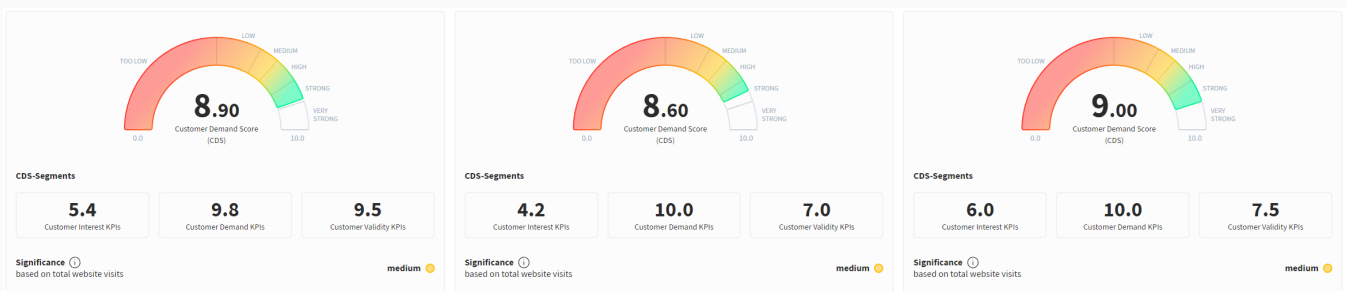 LOW
MEDIUM
TOO LOW
HIGH
STRONG
8.90
VERY
STRONG
Customer Demand Score
(CDS)
0.0
10.0
CDS-Segments
5.4
Customer Interest KPIs
9.8
Customer Demand KPIs
9.5
Customer Validity KPIs
Significance
based on total website visits
medium
LOW
MEDIUM
TOO LOW
HIGH
STRONG
8.60
VERY
STRONG
Customer Demand Score
(CDS)
0.0
10.0
CDS-Segments
4.2
Customer Interest KPIs
10.0
Customer Demand KPIs
7.0
Customer Validity KPIs
Significance
based on total website visits
medium
LOW
MEDIUM
TOO LOW
HIGH
STRONG
9.00
VERY
STRONG
Customer Demand Score
(CDS)
0.0
10.0
CDS-Segments
6.0
Customer Interest KPIs
10.0
Customer Demand KPIs
7.5
Customer Validity KPIs
Significance
based on total website visits
medium